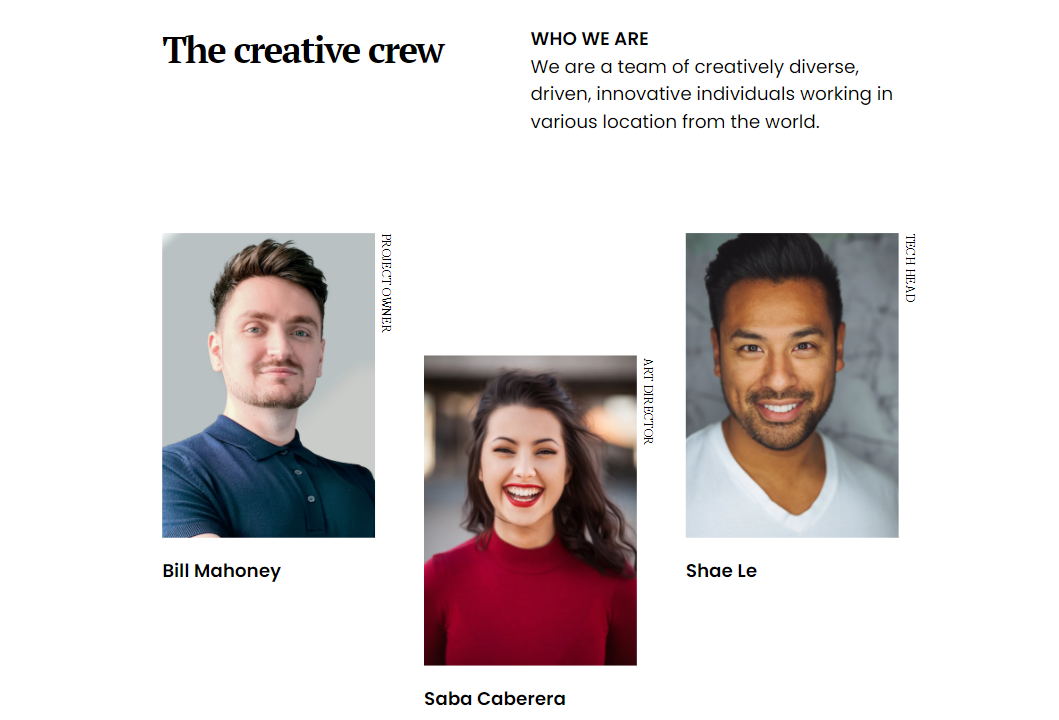 The creative crew
WHO WE ARE
We are a team of creatively diverse,
driven, innovative individuals working in
various location from the world.
PROJECT OWNER
Bill Mahoney
ART DIRECTOR
Saba Caberera
TECH HEAD
Shae Le